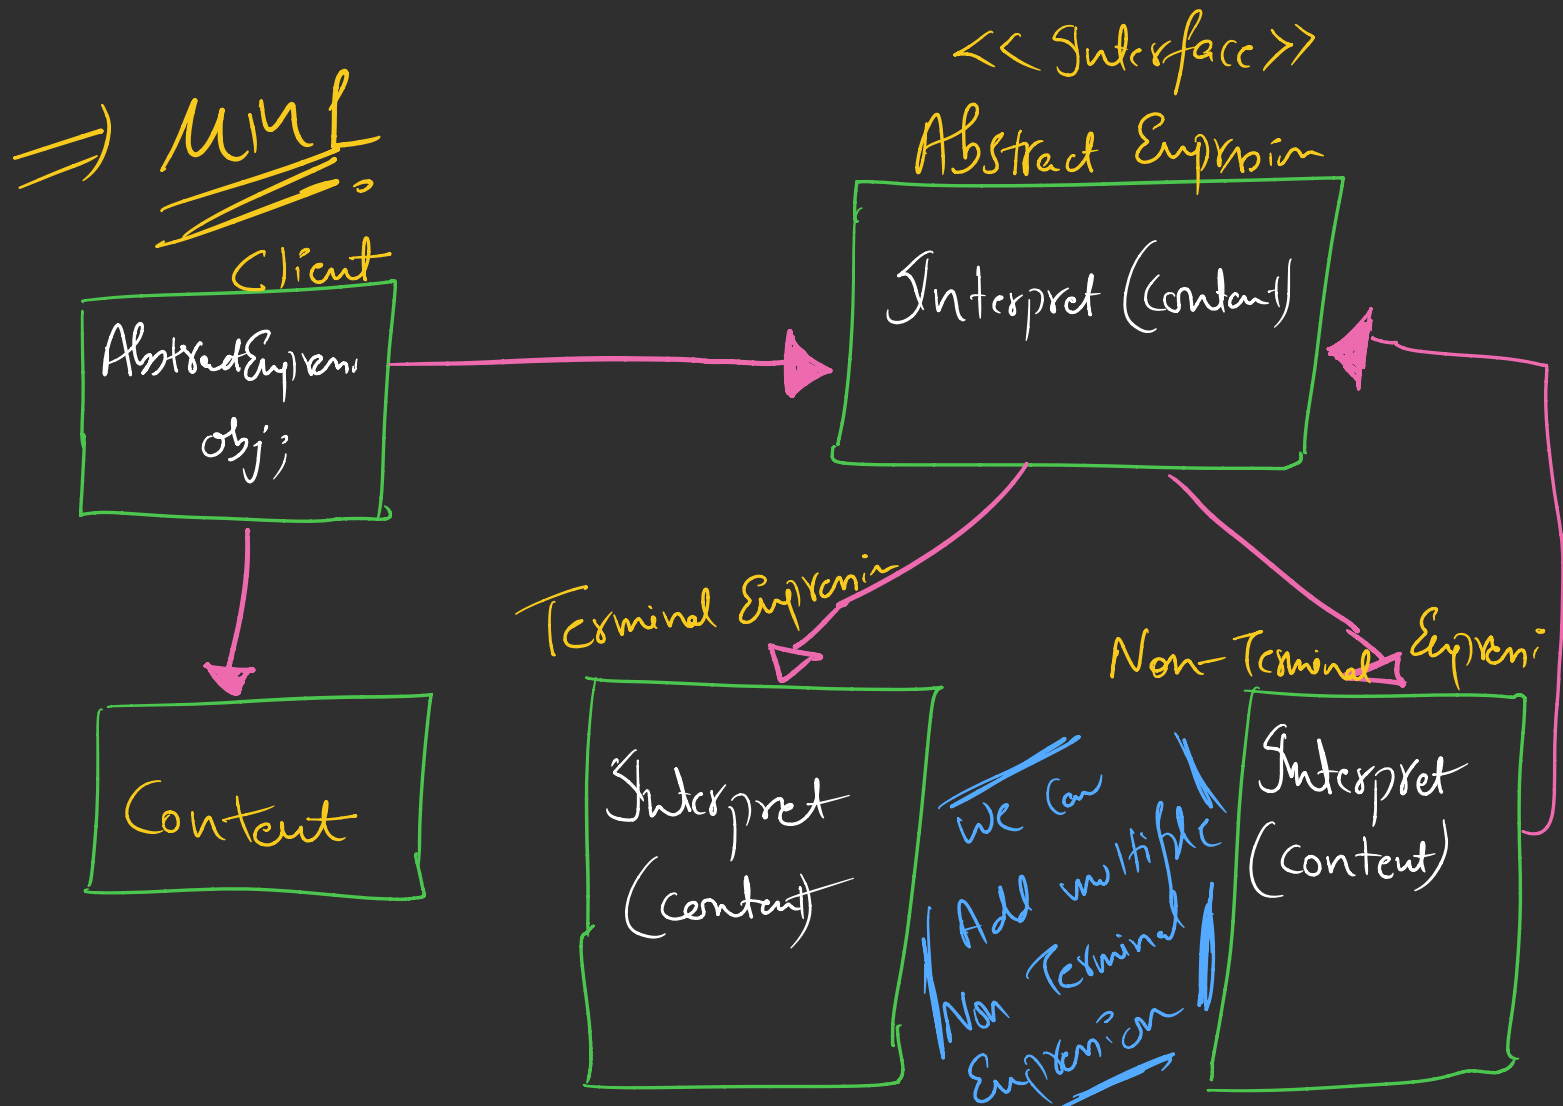 => UML:
<<Interface>>
Abstract Expression
Client
Interpret (Context)
AbstractExpression
obj;
Terminal Expression
Non-Terminal Expression
Context
Interpret
(context)
Interpret
(context)
We Can
Add multiple
Non Terminal
Expression